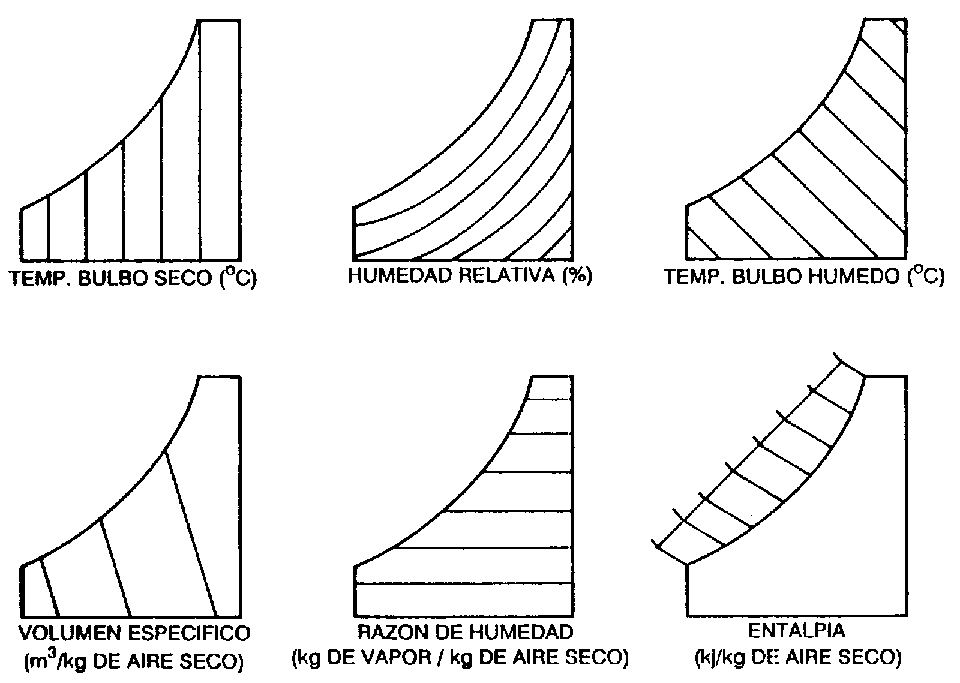 TEMP. BULBO SECO (°C)
HUMEDAD RELATIVA (%)
TEMP. BULBO HUMEDO (°C)
VOLUMEN ESPECIFICO
(m³/kg DE AIRE SECO)
RAZON DE HUMEDAD
(kg DE VAPOR / kg DE AIRE SECO)
ENTALPIA
(kj/kg DE AIRE SECO)